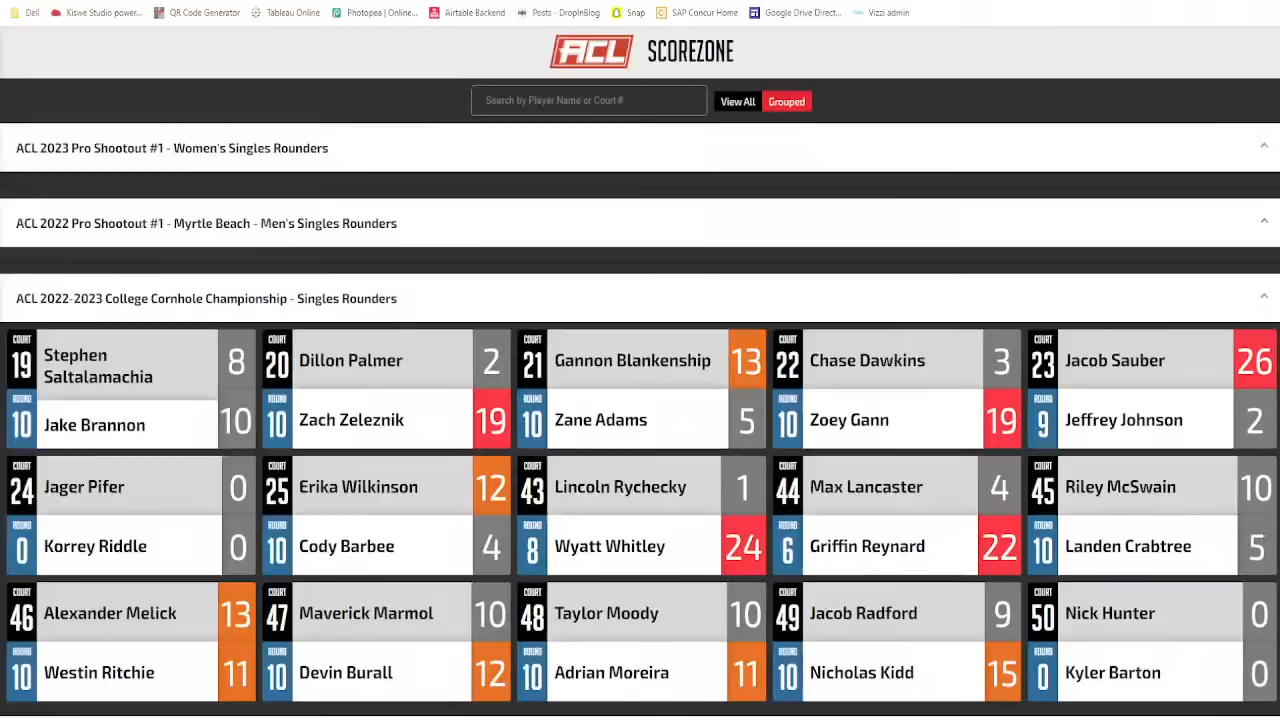 Dell Kiswe Studio power... QR Code Generator Tableau Online Photopea | Online... Airtable Backend Posts - DropInBlog Snap SAP Concur Home Google Drive Direct... Vizzi admin
ACL SCOREZONE
Search by Player Name or Court # View All Grouped
ACL 2023 Pro Shootout #1 - Women's Singles Rounders
ACL 2022 Pro Shootout #1 - Myrtle Beach - Men's Singles Rounders
ACL 2022-2023 College Cornhole Championship - Singles Rounders
COURT 19 Stephen Saltalamachia 8
ROUND 10 Jake Brannon 10
COURT 20 Dillon Palmer 2
ROUND 10 Zach Zeleznik 19
COURT 21 Gannon Blankenship 13
ROUND 10 Zane Adams 5
COURT 22 Chase Dawkins 3
ROUND 10 Zoey Gann 19
COURT 23 Jacob Sauber 26
ROUND 9 Jeffrey Johnson 2
COURT 24 Jager Pifer 0
ROUND 0 Korrey Riddle 0
COURT 25 Erika Wilkinson 12
ROUND 10 Cody Barbee 4
COURT 43 Lincoln Rychecky 1
ROUND 8 Wyatt Whitley 24
COURT 44 Max Lancaster 4
ROUND 6 Griffin Reynard 22
COURT 45 Riley McSwain 10
ROUND 10 Landen Crabtree 5
COURT 46 Alexander Melick 13
ROUND 10 Westin Ritchie 11
COURT 47 Maverick Marmol 10
ROUND 10 Devin Burall 12
COURT 48 Taylor Moody 10
ROUND 10 Adrian Moreira 11
COURT 49 Jacob Radford 9
ROUND 10 Nicholas Kidd 15
COURT 50 Nick Hunter 0
ROUND 0 Kyler Barton 0